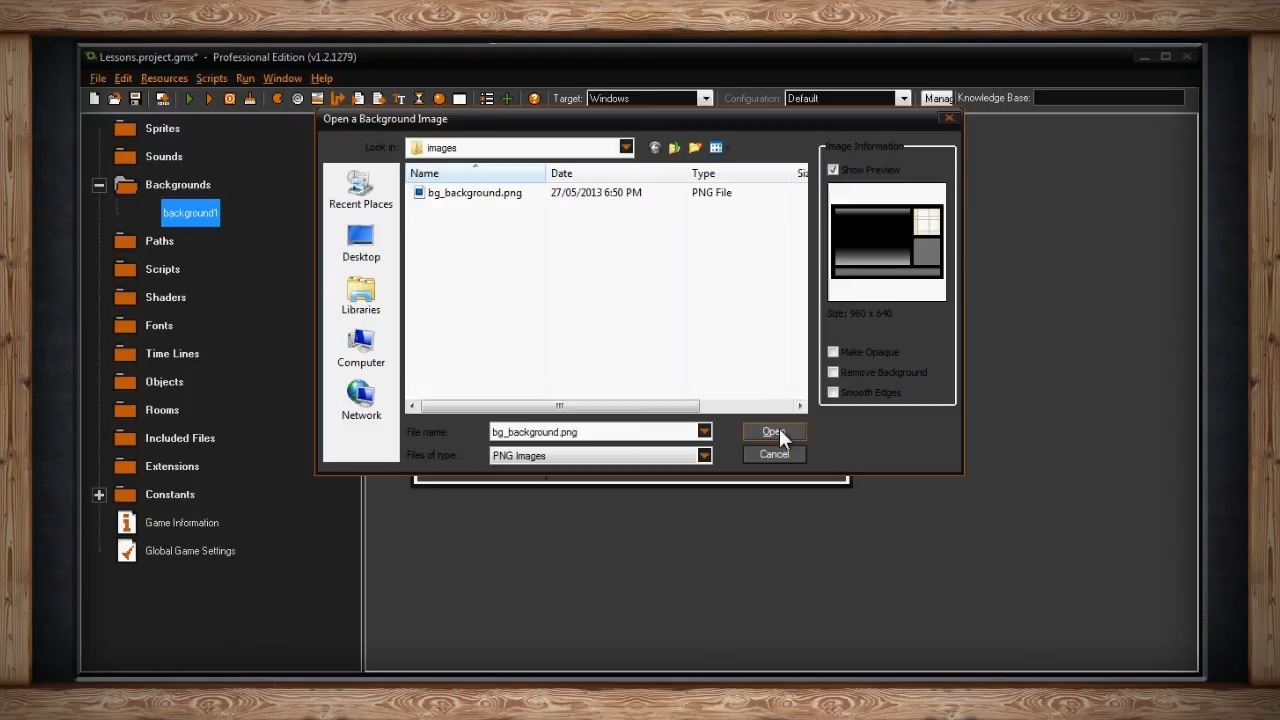 Lessons.project.gmx* - Professional Edition (v1.2.1279)
File Edit Resources Scripts Run Window Help
Target: Windows Configuration: Default Manag Knowledge Base:
Sprites
Sounds
Backgrounds
background1
Paths
Scripts
Shaders
Fonts
Time Lines
Objects
Rooms
Included Files
Extensions
Constants
Game Information
Global Game Settings
Open a Background Image
Look in: images
Recent Places
Desktop
Libraries
Computer
Network
Name Date Type Siz
bg_background.png 27/05/2013 6:50 PM PNG File
File name: bg_background.png Open
Files of type: PNG Images Cancel
Image Information
Show Preview
Size: 960 x 640
Make Opaque
Remove Background
Smooth Edges